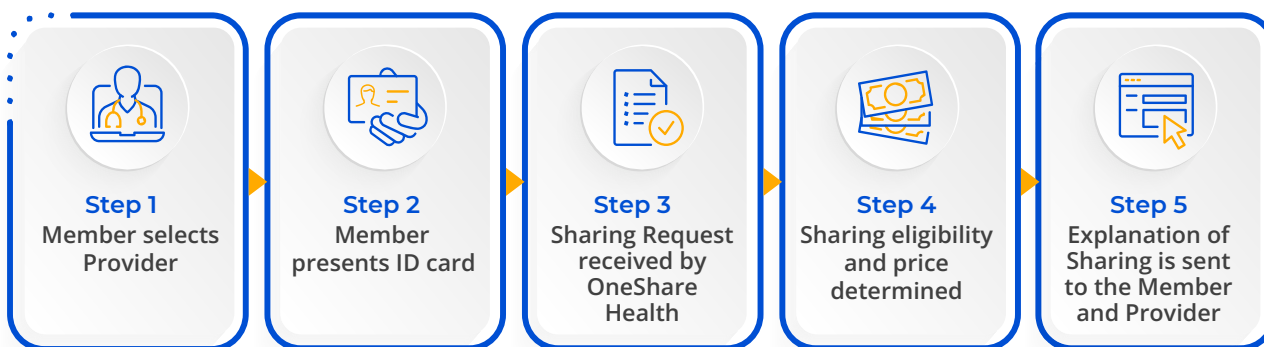 Step 1
Member selects
Provider
Step 2
Member
presents ID card
Step 3
Sharing Request
received by
OneShare
Health
Step 4
Sharing eligibility
and price
determined
Step 5
Explanation of
Sharing is sent
to the Member
and Provider